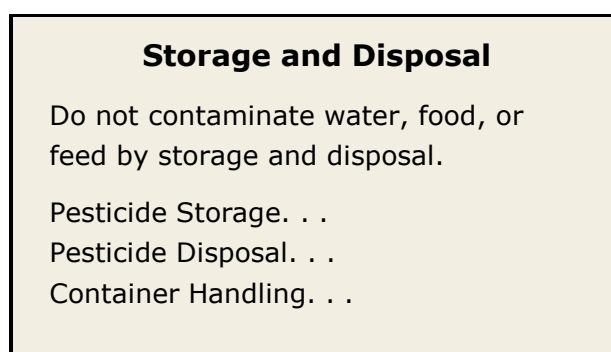 Storage and Disposal
Do not contaminate water, food, or
feed by storage and disposal.
Pesticide Storage. . .
Pesticide Disposal. . .
Container Handling. . .